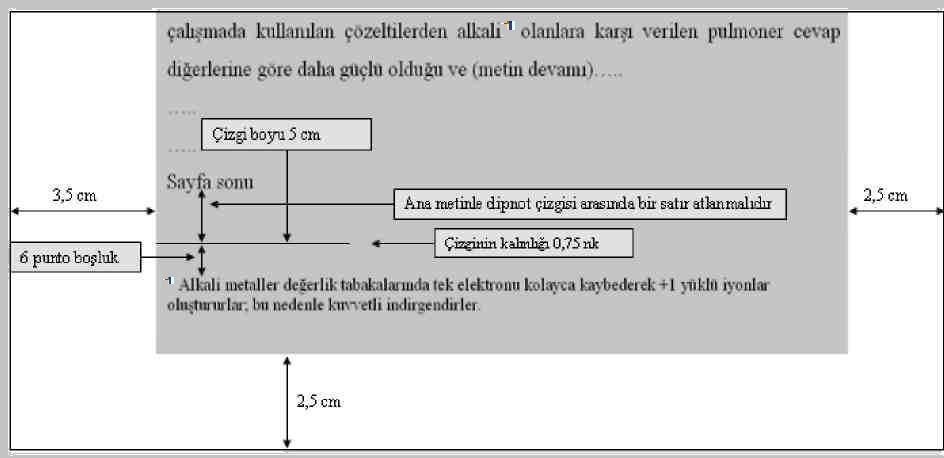 çalışmada kullanılan çözeltilerden alkali¹ olanlara karşı verilen pulmoner cevap
diğerlerine göre daha güçlü olduğu ve (metin devamı)…..
…..
Çizgi boyu 5 cm
…..
Sayfa sonu
3,5 cm
Ana metinle dipnot çizgisi arasında bir satır atlanmalıdır
2,5 cm
Çizginin kalınlığı 0,75 nk
6 punto boşluk
¹ Alkali metaller değerlik tabakalarında tek elektronu kolayca kaybederek +1 yüklü iyonlar
oluştururlar; bu nedenle kuvvetli indirgendirler.
2,5 cm